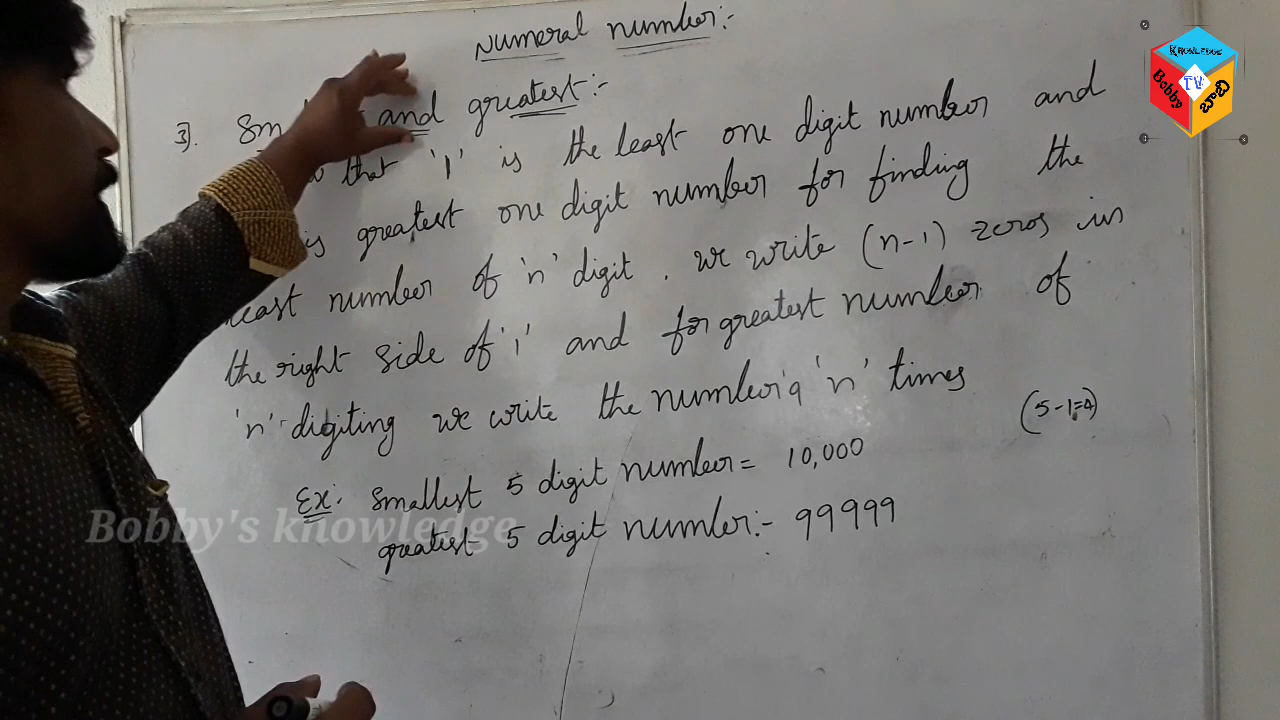 Numeral number:-
3). and greatest:-
that '1' is the least one digit number and
is greatest one digit number for finding the
least number of 'n' digit. we write (n-1) zeros in
the right side of '1' and for greatest number of
'n'-digiting we write the number '9 'n' times
(5-1=4)
Ex: Smallest 5 digit number = 10,000
greatest 5 digit number:- 99999
Bobby's knowledge
KNOWLEDGE
Bobby TV బాబీ